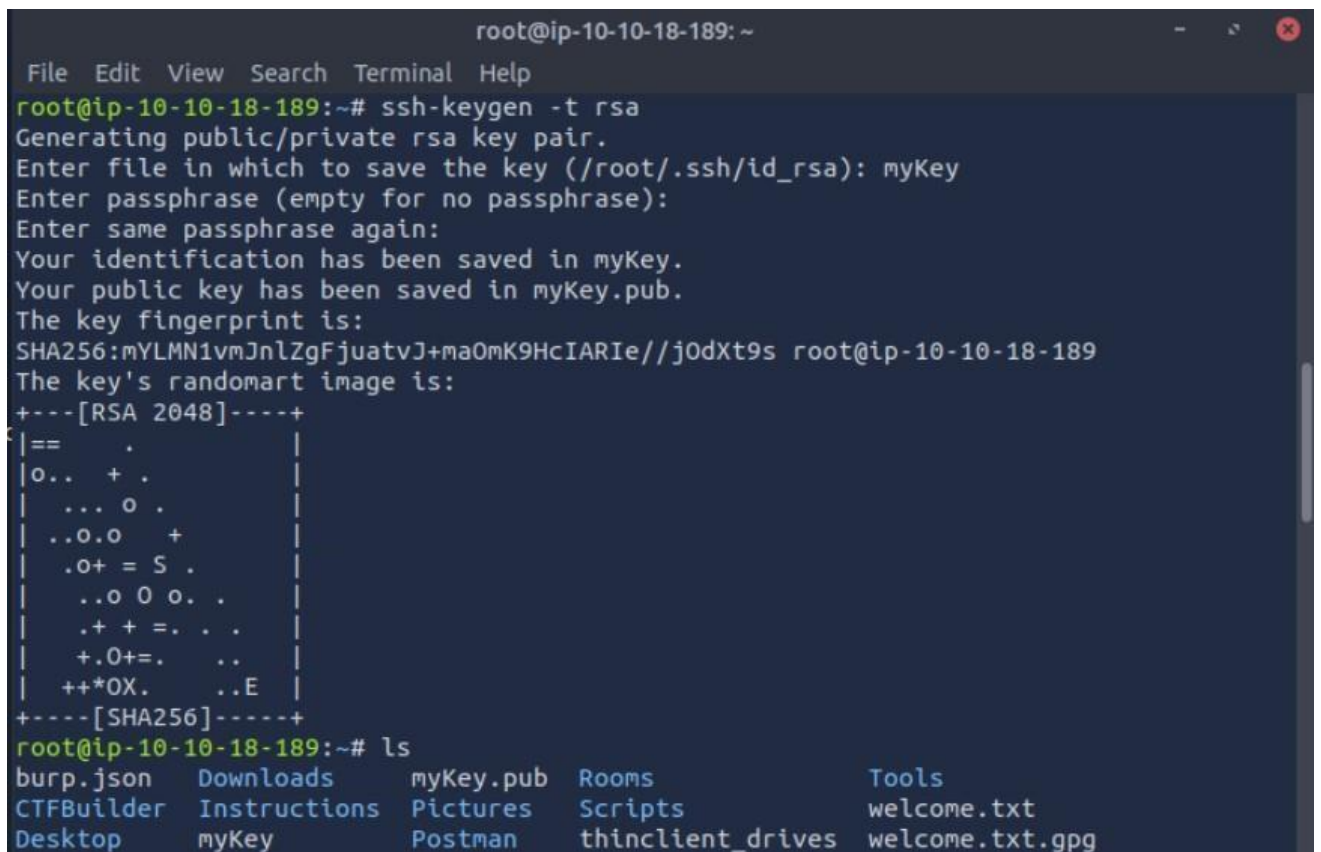 root@ip-10-10-18-189: ~
File Edit View Search Terminal Help
root@ip-10-10-18-189:~# ssh-keygen -t rsa
Generating public/private rsa key pair.
Enter file in which to save the key (/root/.ssh/id_rsa): myKey
Enter passphrase (empty for no passphrase):
Enter same passphrase again:
Your identification has been saved in myKey.
Your public key has been saved in myKey.pub.
The key fingerprint is:
SHA256:mYLMN1vmJnlZgFjuatvJ+maOmK9HcIARIe//jOdXt9s root@ip-10-10-18-189
The key's randomart image is:
+---[RSA 2048]----+
|==    .          |
|o..  + .         |
|  ... o .        |
| ..o.o   +       |
|  .o+ = S .      |
|   ..o O o. .    |
|   .+ + =. . .   |
|   +.O+=.   ..   |
|  ++*OX.    ..E  |
+----[SHA256]-----+
root@ip-10-10-18-189:~# ls
burp.json   Downloads     myKey.pub  Rooms              Tools
CTFBuilder  Instructions  Pictures   Scripts            welcome.txt
Desktop     myKey         Postman    thinclient_drives  welcome.txt.gpg